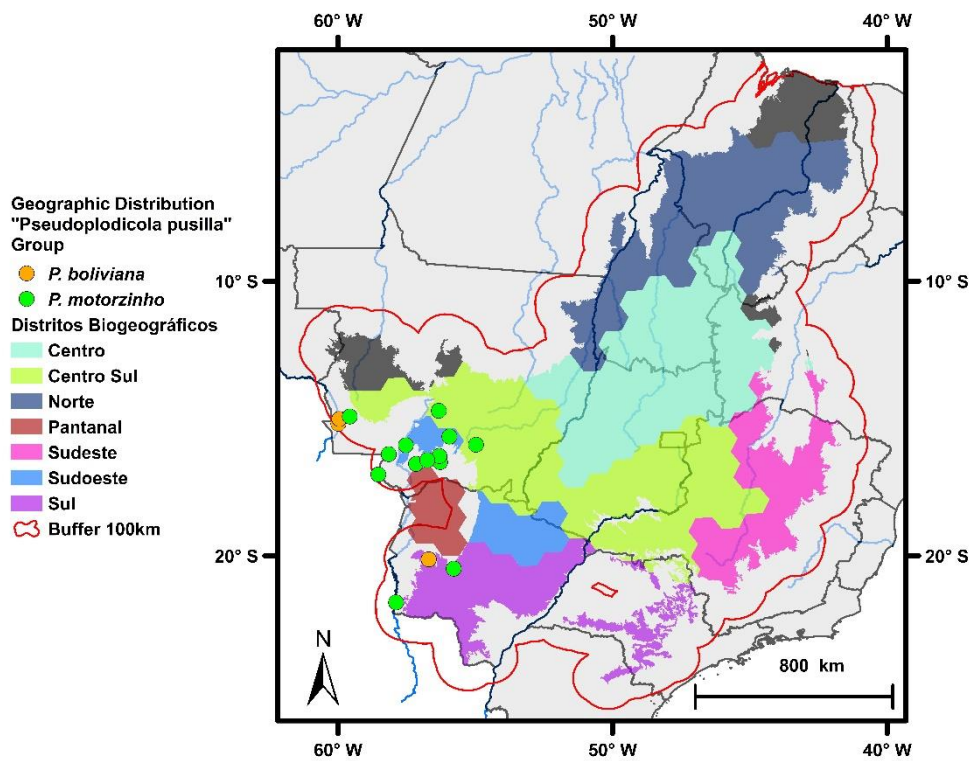 60° W 50° W 40° W
Geographic Distribution
"Pseudoplodicola pusilla"
Group
P. boliviana
P. motorzinho
Distritos Biogeográficos
Centro
Centro Sul
Norte
Pantanal
Sudeste
Sudoeste
Sul
Buffer 100km
10° S 10° S
20° S 20° S
N
800 km
60° W 50° W 40° W